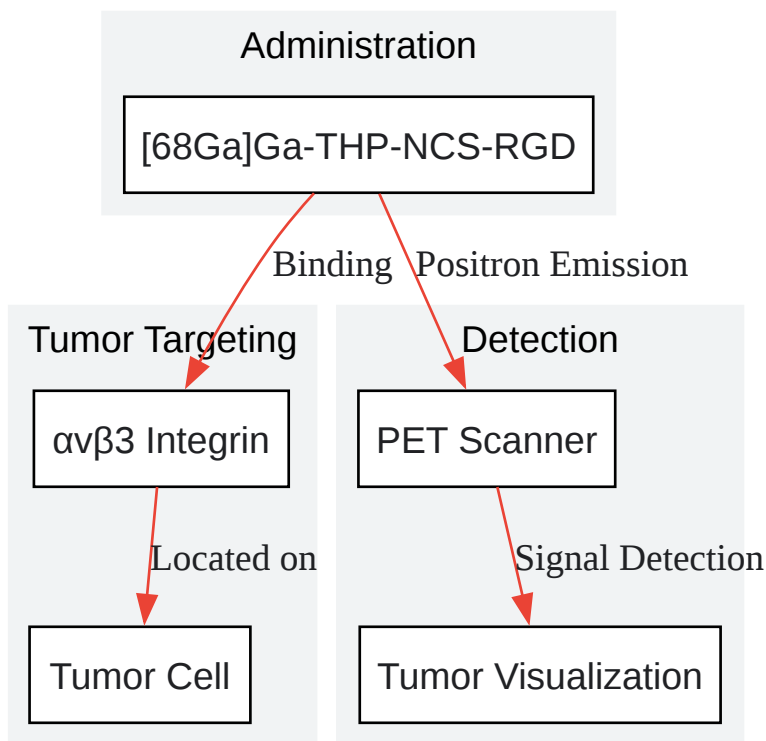 Administration
[68Ga]Ga-THP-NCS-RGD
Binding
Positron Emission
Tumor Targeting
Detection
αvβ3 Integrin
PET Scanner
Located on
Signal Detection
Tumor Cell
Tumor Visualization